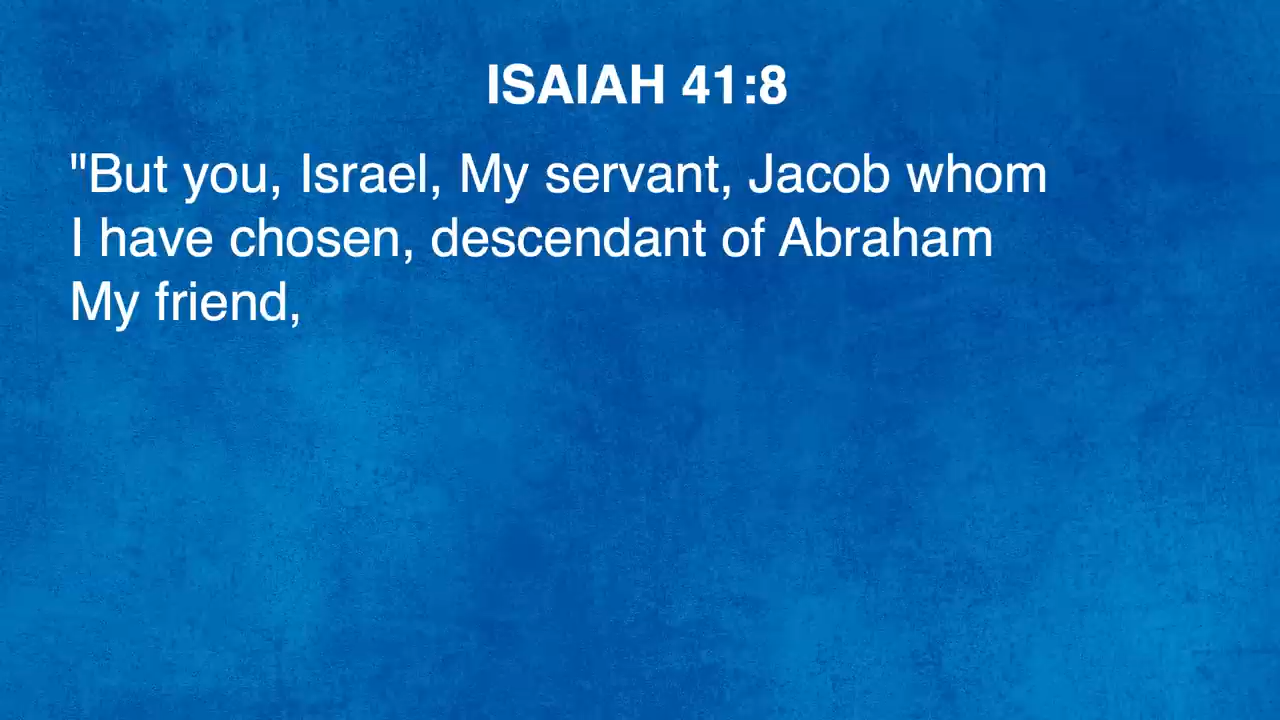 ISAIAH 41:8
"But you, Israel, My servant, Jacob whom
I have chosen, descendant of Abraham
My friend,